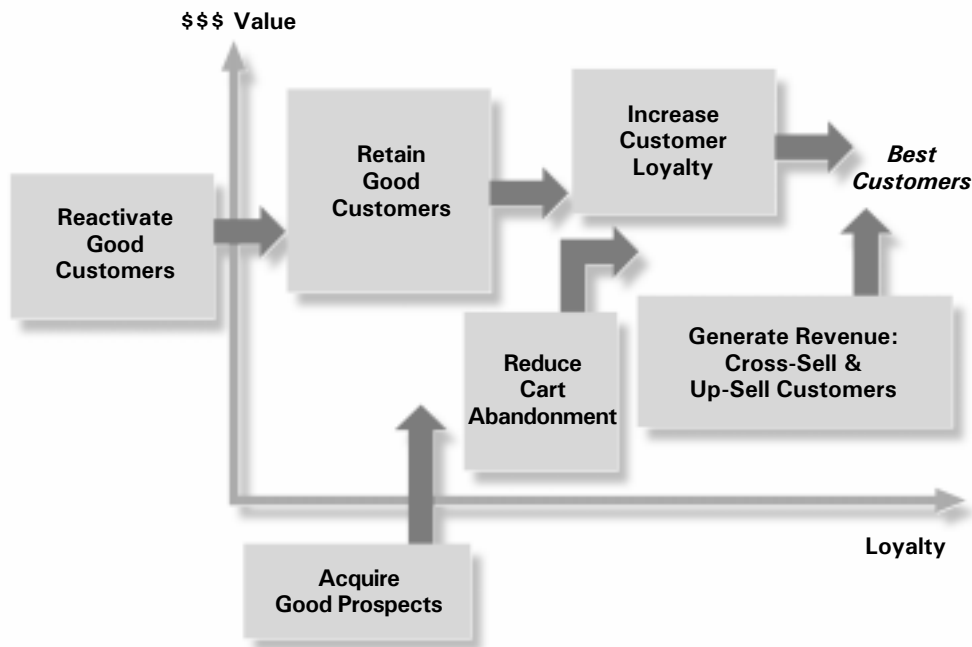 $$$ Value
Increase
Customer
Loyalty
Best
Customers
Retain
Good
Customers
Reactivate
Good
Customers
Reduce
Cart
Abandonment
Generate Revenue:
Cross-Sell &
Up-Sell Customers
Loyalty
Acquire
Good Prospects